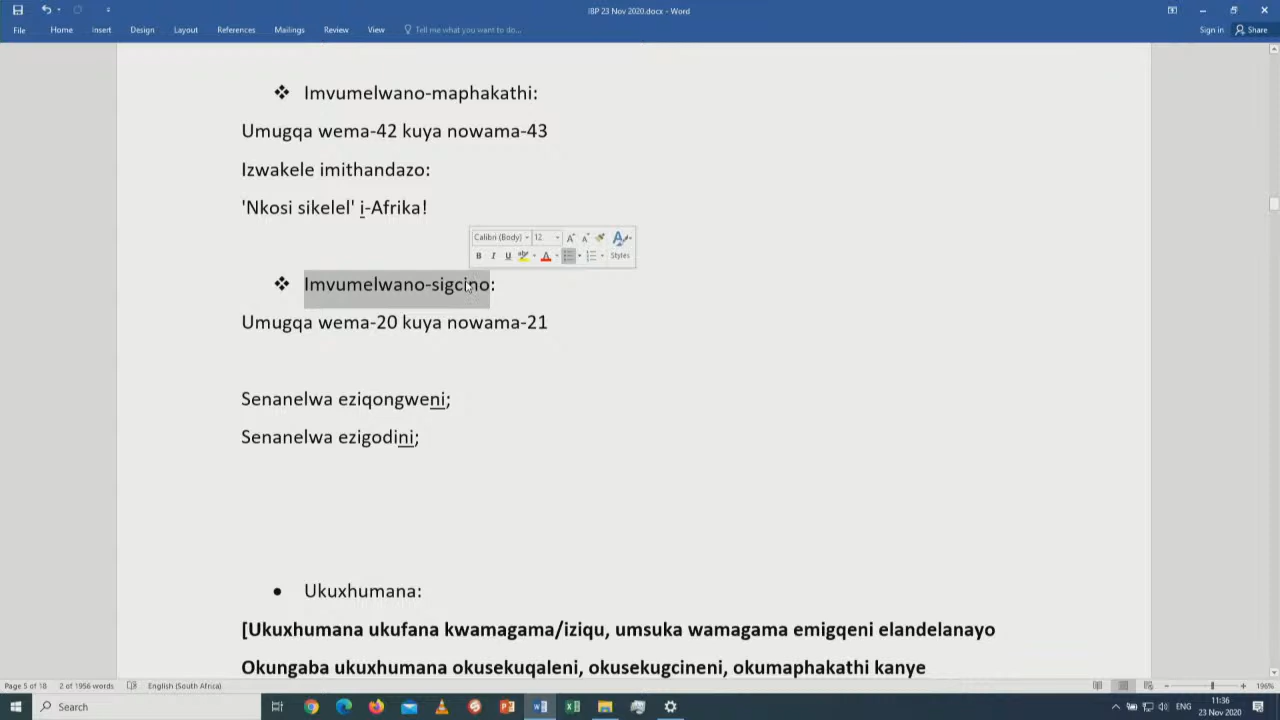 IBP 23 Nov 2020.docx - Word
File Home Insert Design Layout References Mailings Review View Tell me what you want to do... Sign in Share
❖ Imvumelwano-maphakathi:
Umugqa wema-42 kuya nowama-43
Izwakele imithandazo:
'Nkosi sikelel' i-Afrika!
Calibri (Body) 12
B I U aby A Styles
❖ Imvumelwano-sigcino:
Umugqa wema-20 kuya nowama-21
Senanelwa eziqongweni;
Senanelwa ezigodini;
• Ukuxhumana:
[Ukuxhumana ukufana kwamagama/iziqu, umsuka wamagama emigqeni elandelanayo
Okungaba ukuxhumana okusekuqaleni, okusekugcineni, okumaphakathi kanye
Page 5 of 18 2 of 1956 words English (South Africa) 196%
Search 11:36
23 Nov 2020